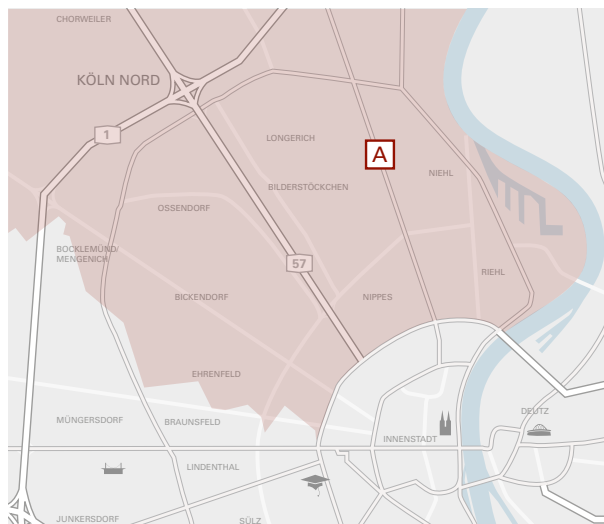 CHORWEILER
KÖLN NORD
1
LONGERICH
A
BILDERSTÖCKCHEN
NIEHL
OSSENDORF
BOCKLEMÜND/
MENGENICH
57
RIEHL
BICKENDORF
NIPPES
EHRENFELD
MÜNGERSDORF
BRAUNSFELD
DEUTZ
INNENSTADT
LINDENTHAL
JUNKERSDORF
SÜLZ